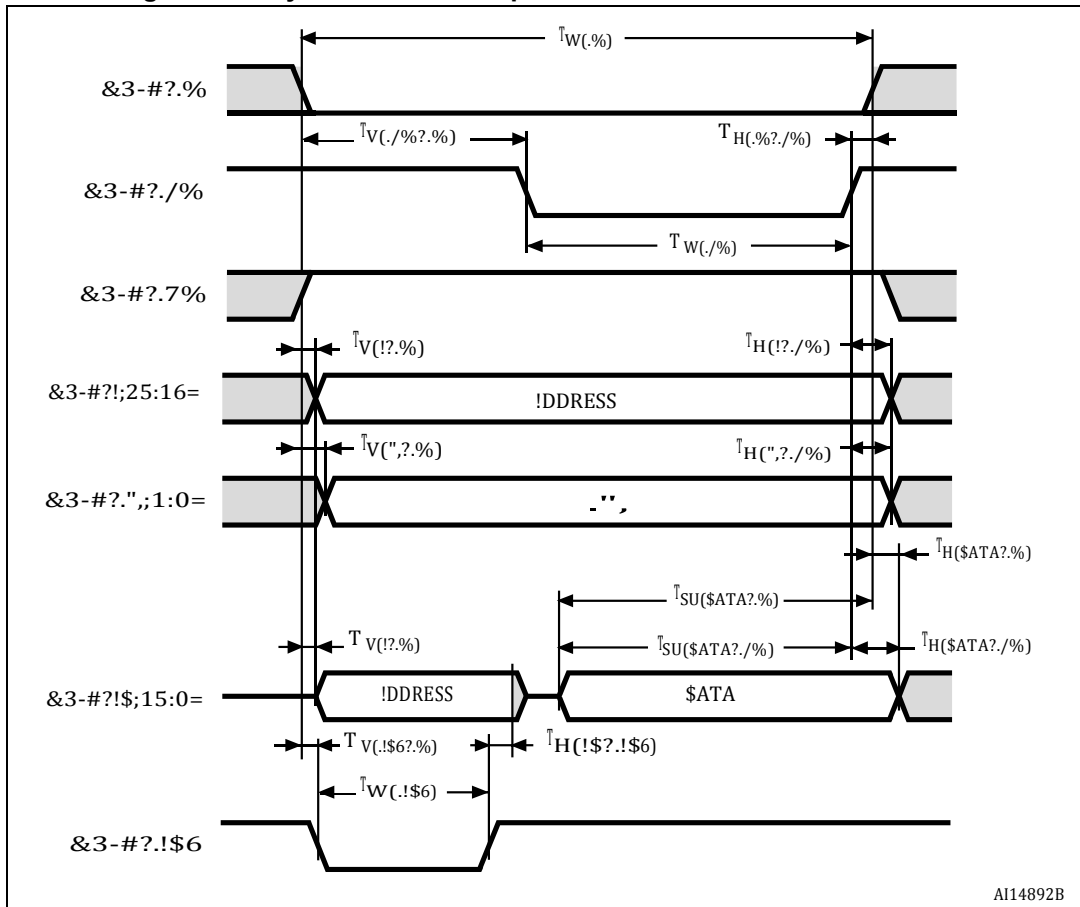 TW(.%)
&3-#?.%
TV(./%?.%)
TH(.%?./%)
&3-#?./%
TW(./%)
&3-#?.7%
TV(!?.%)
TH(!?./%)
&3-#?!;25:16=
!DDRESS
TV(",?.%)
TH(",?./%)
&3-#?.",;1:0=
.",
TH($ATA?.%)
TSU($ATA?.%)
TV(!?.%)
TSU($ATA?./%)
TH($ATA?./%)
&3-#?!$;15:0=
!DDRESS
$ATA
TV(.!$6?.%)
TH(!$?.!$6)
TW(.!$6)
&3-#?.!$6
AI14892B